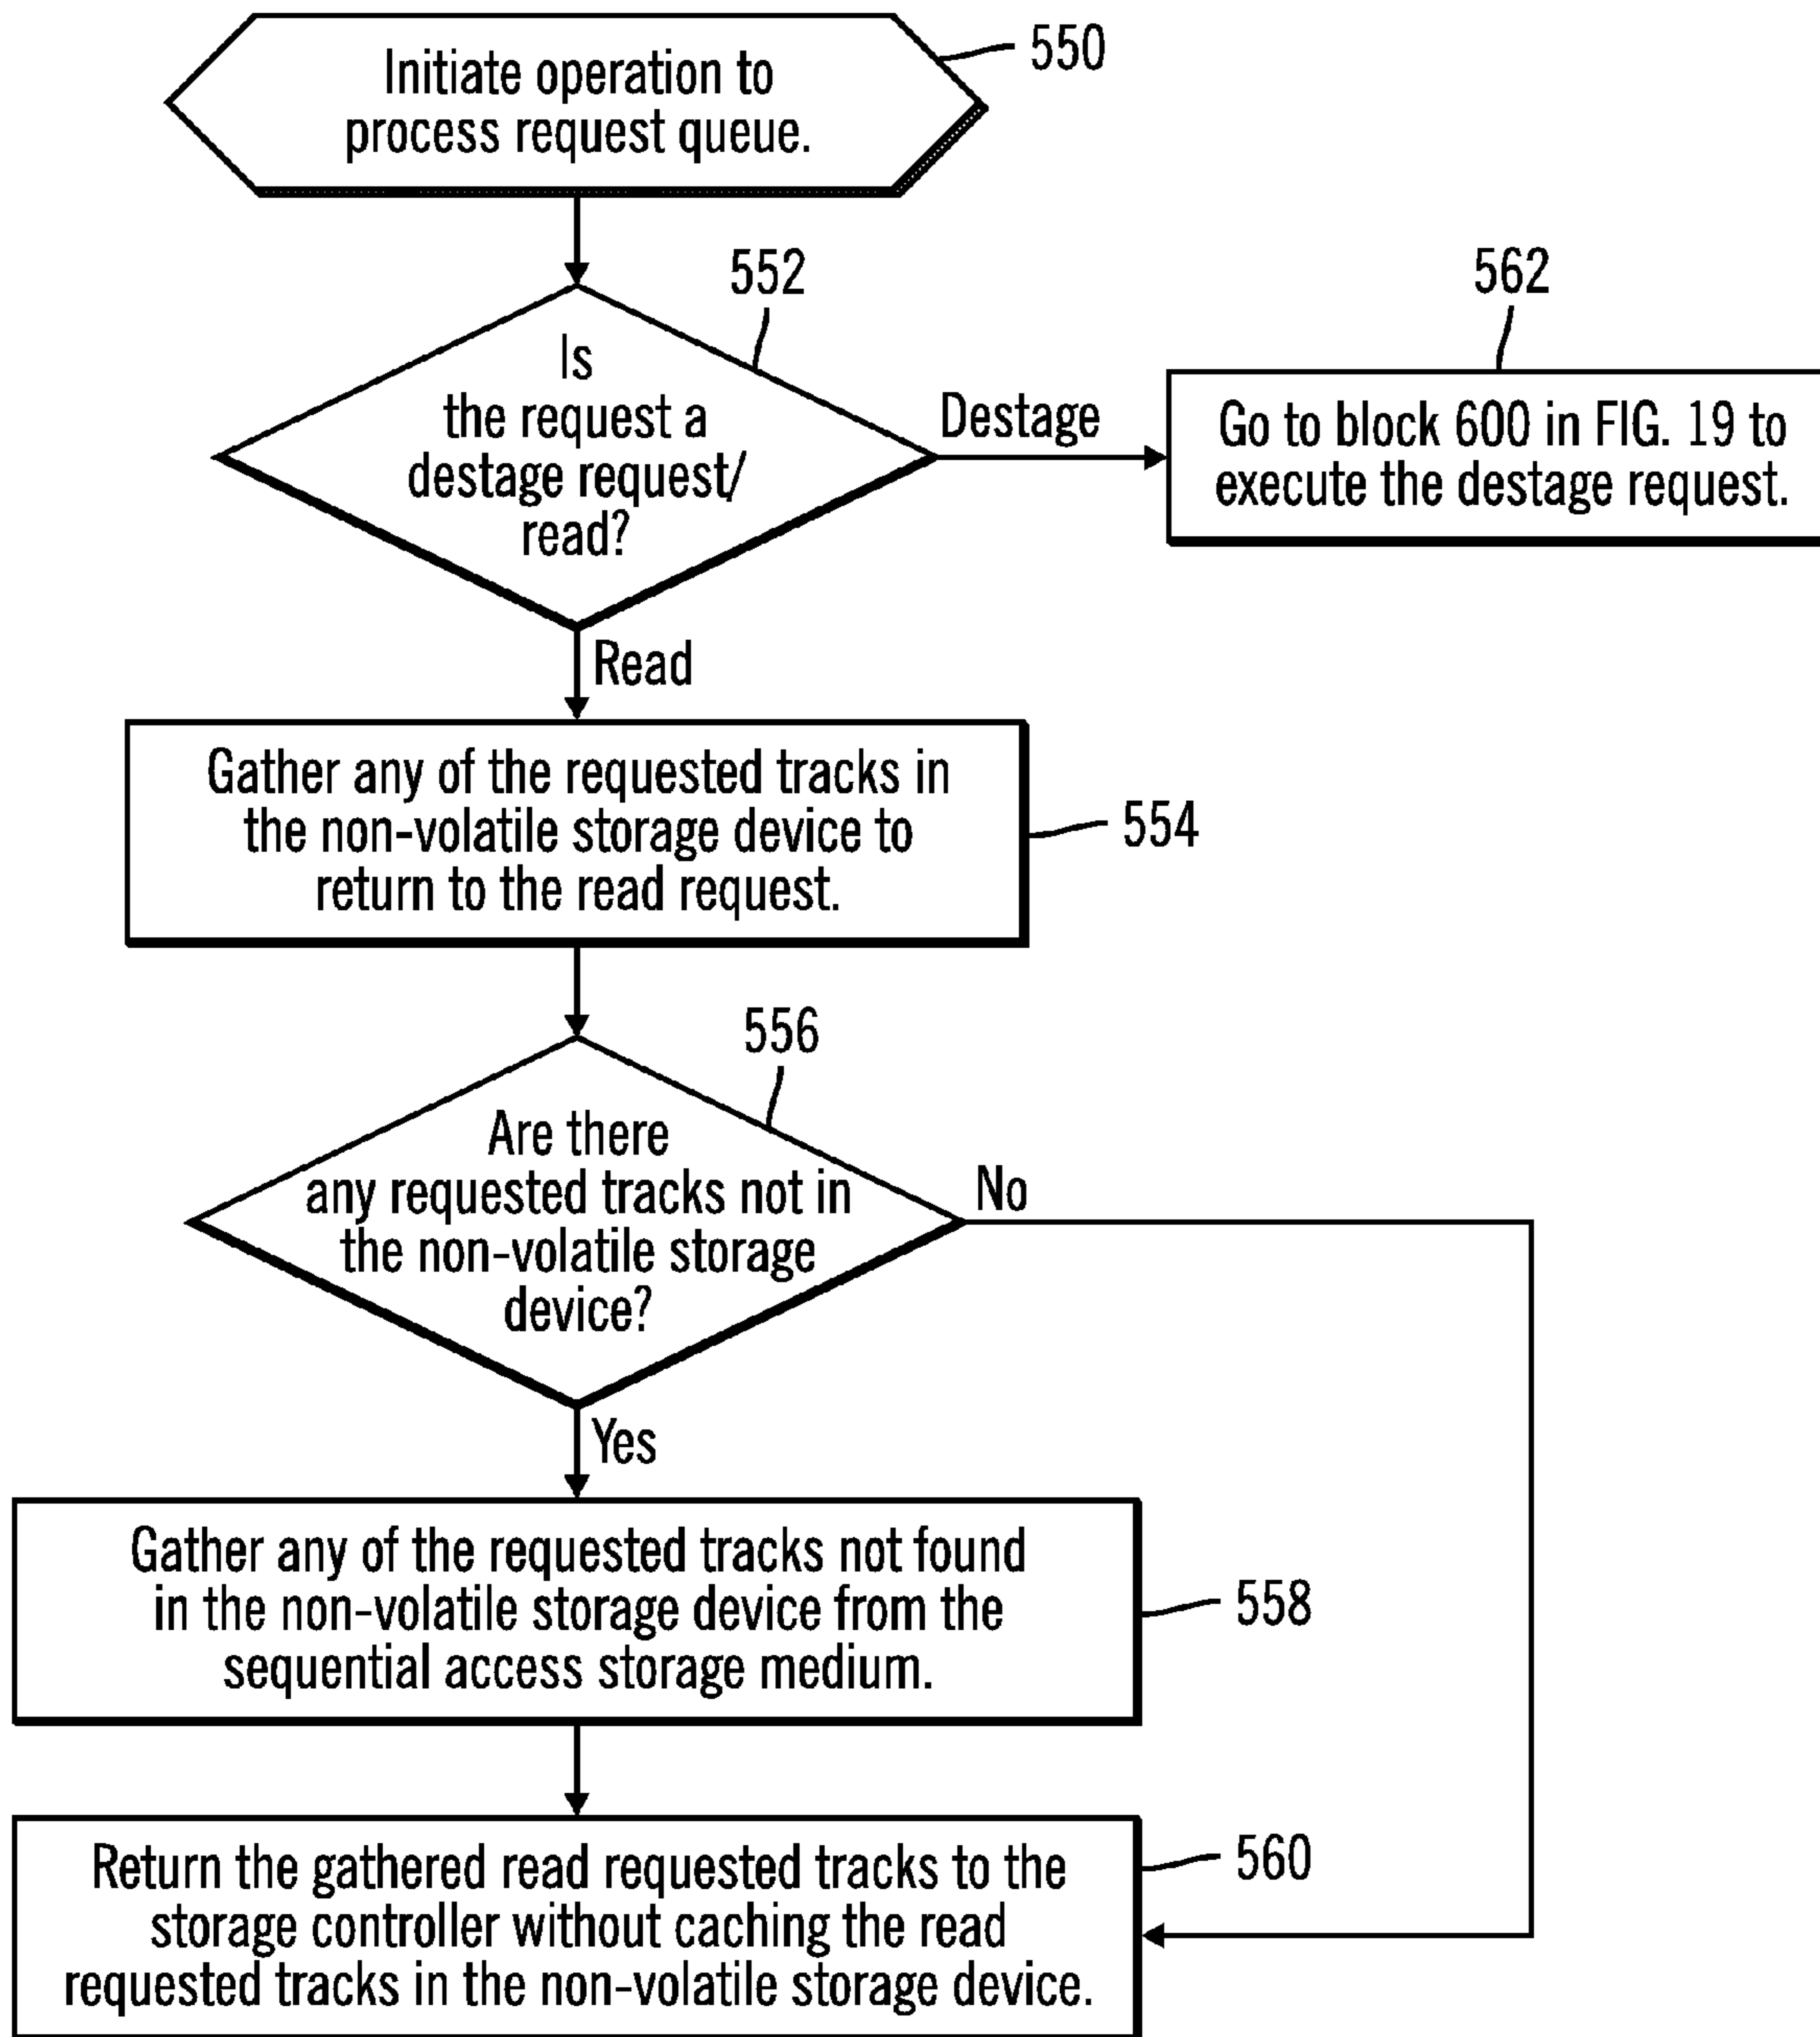 Initiate operation to
process request queue.
550
552
Is
the request a
destage request/
read?
Destage
562
Go to block 600 in FIG. 19 to
execute the destage request.
Read
Gather any of the requested tracks in
the non-volatile storage device to
return to the read request.
554
556
Are there
any requested tracks not in
the non-volatile storage
device?
No
Yes
Gather any of the requested tracks not found
in the non-volatile storage device from the
sequential access storage medium.
558
Return the gathered read requested tracks to the
storage controller without caching the read
requested tracks in the non-volatile storage device.
560